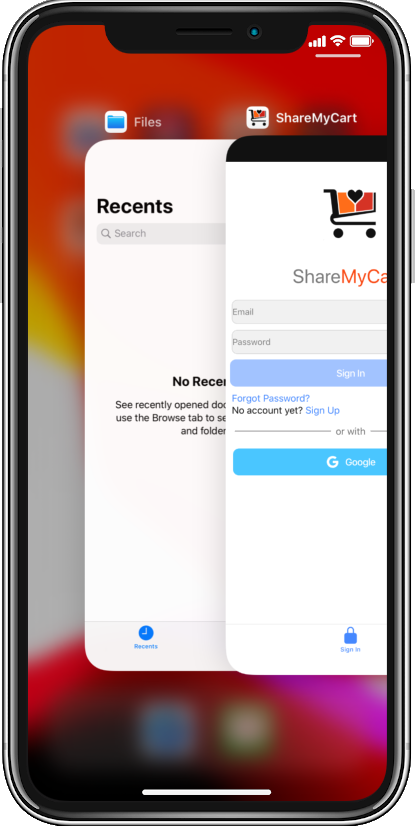 Files
ShareMyCart
Recents
Search
ShareMyCa
Email
Password
Sign In
No Recen
Forgot Password?
See recently opened doc
No account yet? Sign Up
use the Browse tab to se
and folder
or with
Google
Recents
Sign in